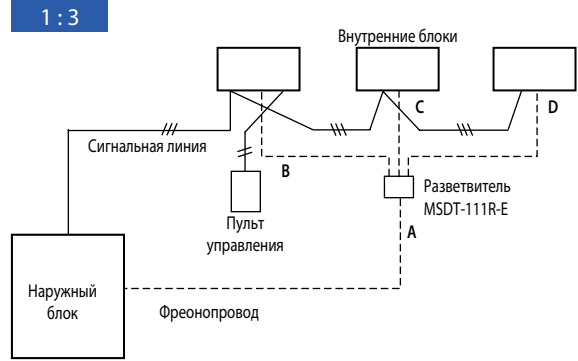 1 : 3
Внутренние блоки
C
D
Сигнальная линия
B
Разветвитель
MSDT-111R-E
Пульт
управления
A
Наружный
блок
Фреонопровод